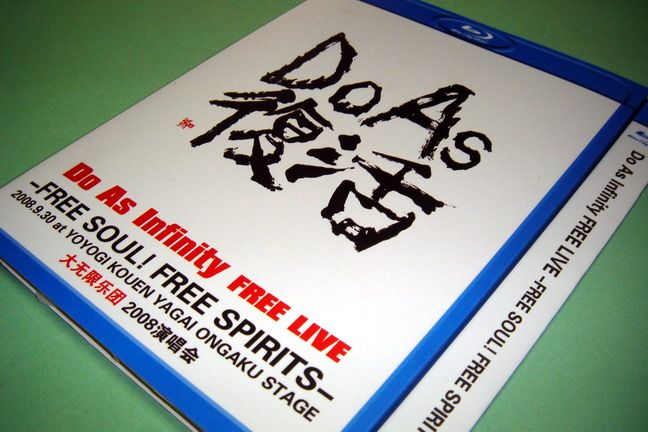 Do As
復活
Do As Infinity FREE LIVE
–FREE SOUL! FREE SPIRITS–
2008.9.30 at YOYOGI KOUEN YAGAI ONGAKU STAGE
大无限乐团 2008演唱会
Do As Infinity FREE LIVE –FREE SOUL! FREE SPIRIT